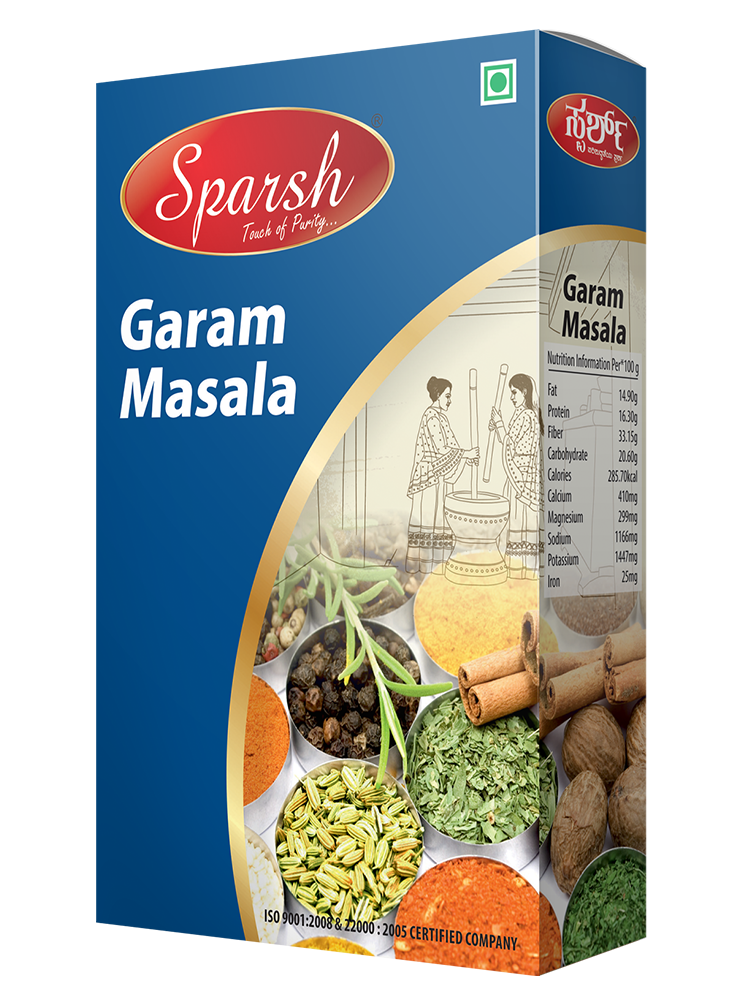 Sparsh
®
Touch of Purity...
Garam
Masala
ISO 9001:2008 & 22000 : 2005 CERTIFIED COMPANY
ಸ್ಪರ್ಶ್
Garam
Masala
Nutrition Information Per*100 g
Fat 14.90g
Protein 16.30g
Fiber 33.15g
Carbohydrate 20.60g
Calories 285.70kcal
Calcium 410mg
Magnesium 299mg
Sodium 1166mg
Potassium 1447mg
Iron 25mg